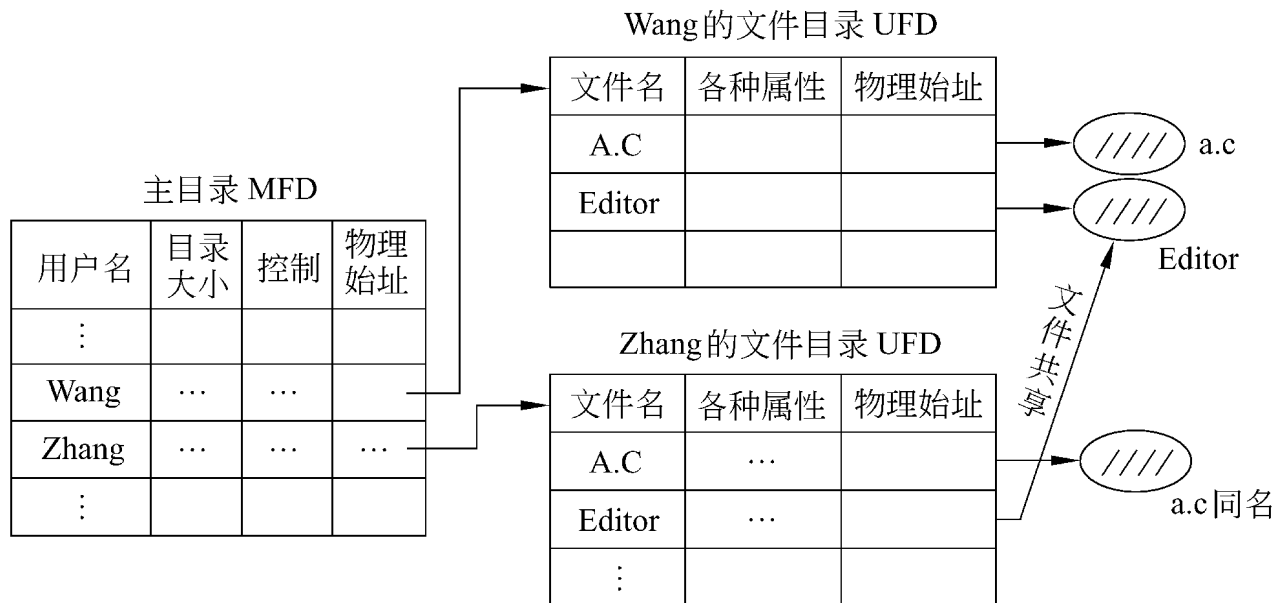 Wang的文件目录 UFD
文件名 各种属性 物理始址
A.C
Editor
a.c
Editor
主目录 MFD
用户名 目录大小 控制 物理始址
⋮
Wang … …
Zhang … … …
⋮
Zhang的文件目录 UFD
文件名 各种属性 物理始址
A.C …
Editor …
⋮
文件共享
a.c同名